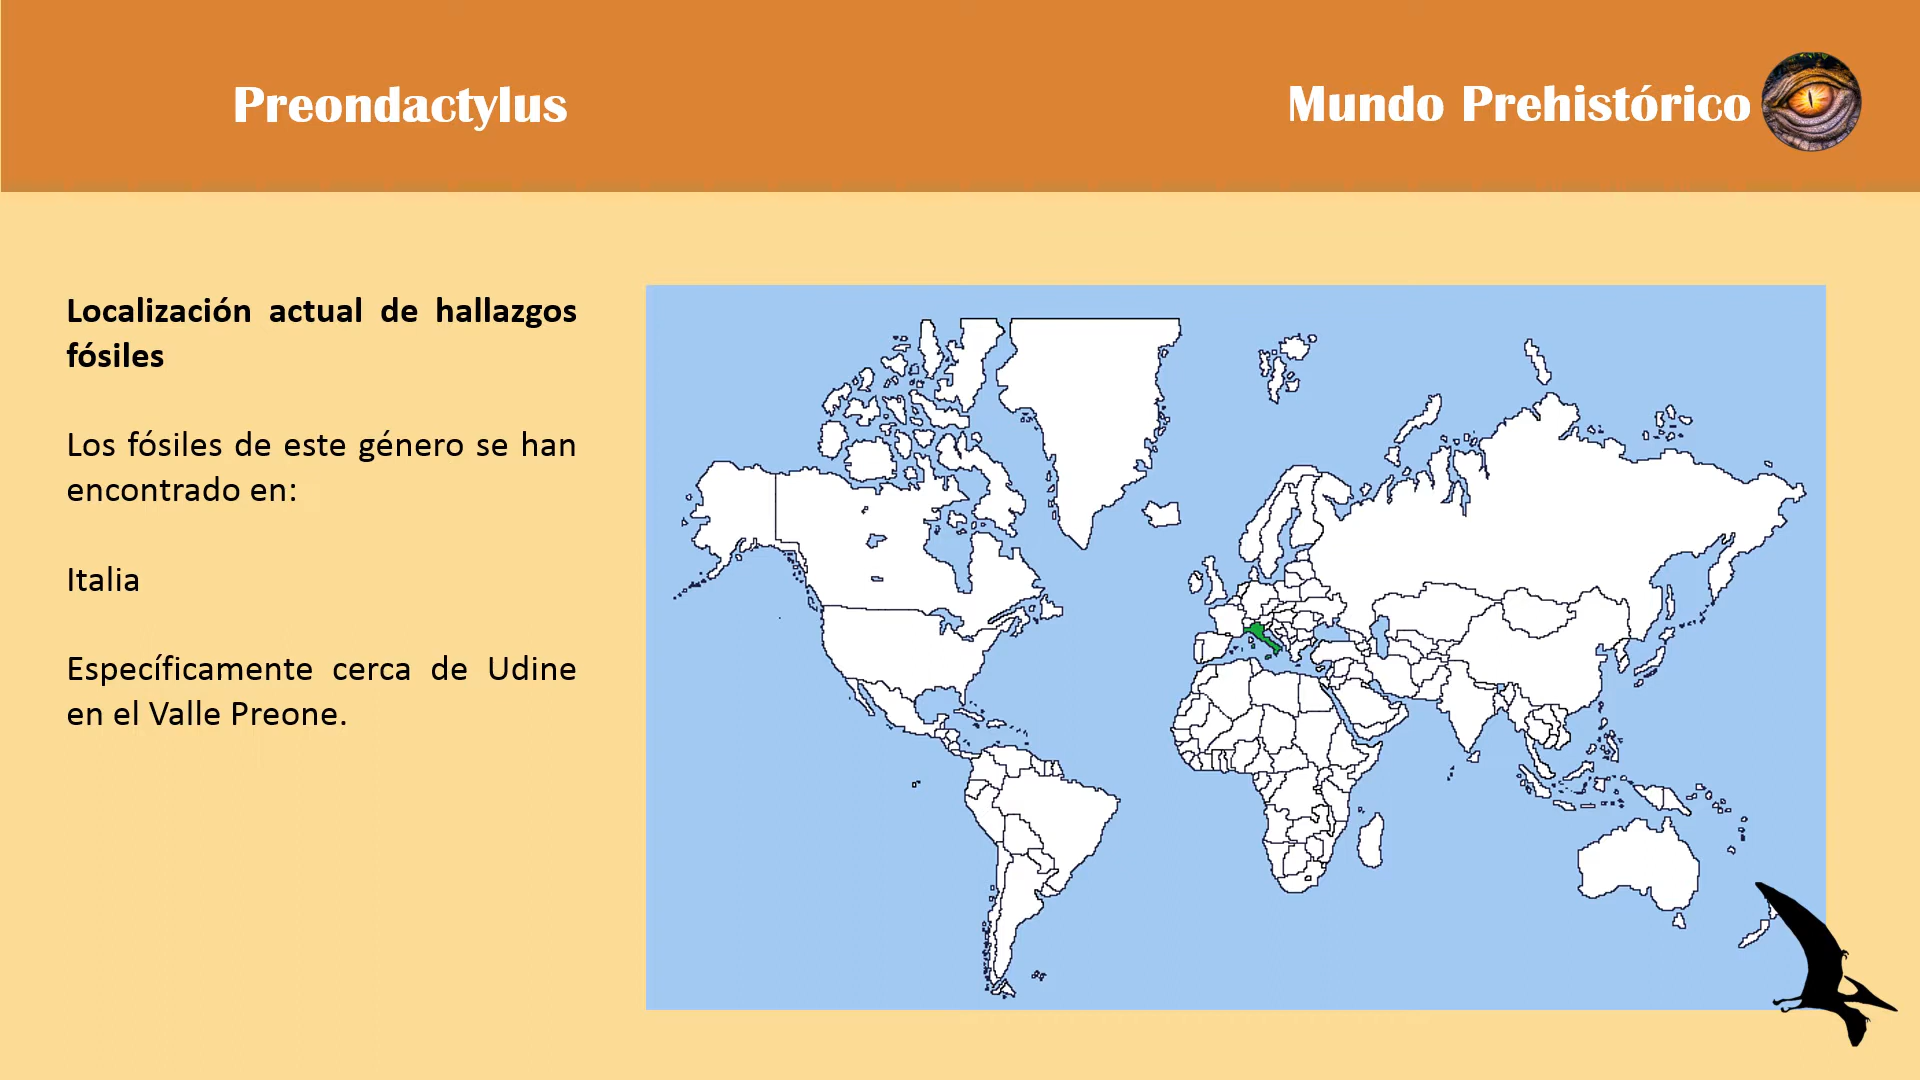 Preondactylus
Mundo Prehistórico
Localización actual de hallazgos
fósiles
Los fósiles de este género se han
encontrado en:
Italia
Específicamente cerca de Udine
en el Valle Preone.